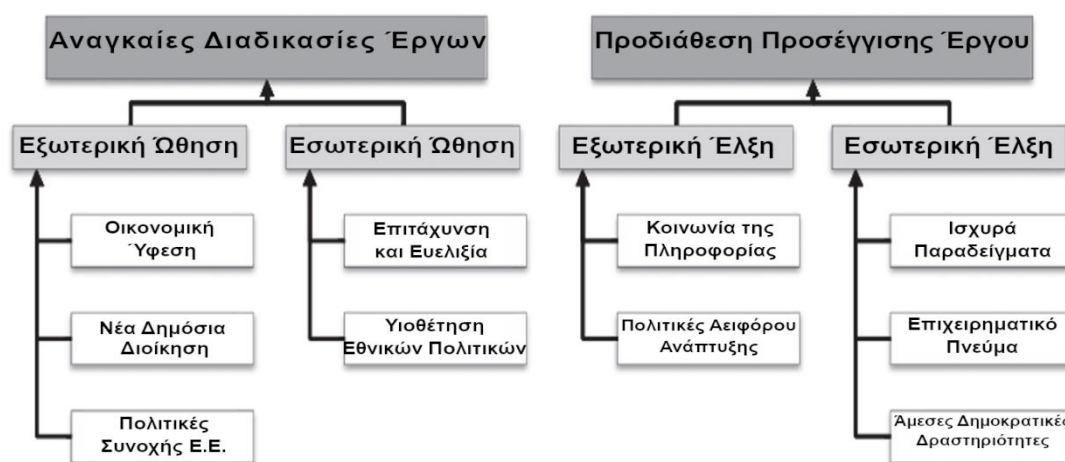 Αναγκαίες Διαδικασίες Έργων
Προδιάθεση Προσέγγισης Έργου
Εξωτερική Ώθηση
Εσωτερική Ώθηση
Εξωτερική Έλξη
Εσωτερική Έλξη
Οικονομική
Ύφεση
Νέα Δημόσια
Διοίκηση
Πολιτικές
Συνοχής Ε.Ε.
Επιτάχυνση
και Ευελιξία
Υιοθέτηση
Εθνικών Πολιτικών
Κοινωνία της
Πληροφορίας
Πολιτικές Αειφόρου
Ανάπτυξης
Ισχυρά
Παραδείγματα
Επιχειρηματικό
Πνεύμα
Άμεσες Δημοκρατικές
Δραστηριότητες